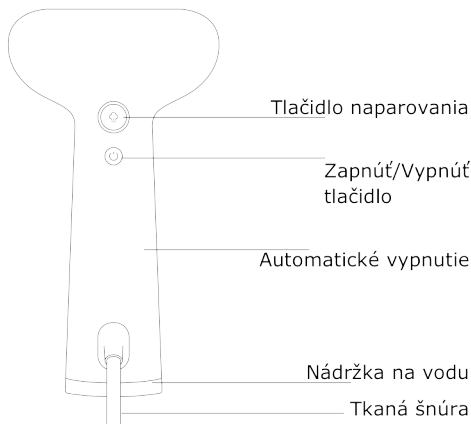 Tlačidlo naparovania
Zapnúť/Vypnúť
tlačidlo
Automatické vypnutie
Nádržka na vodu
Tkaná šnúra